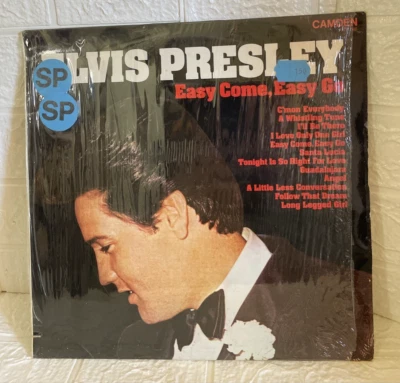 CAMDEN
ELVIS PRESLEY
SP
SP
Easy Come, Easy Go
C'mon Everybody
A Whistling Tune
I'll Be There
I Love Only One Girl
Easy Come, Easy Go
Santa Lucia
Tonight Is So Right For Love
Guadalajara
Angel
A Little Less Conversation
Follow That Dream
Long Legged Girl